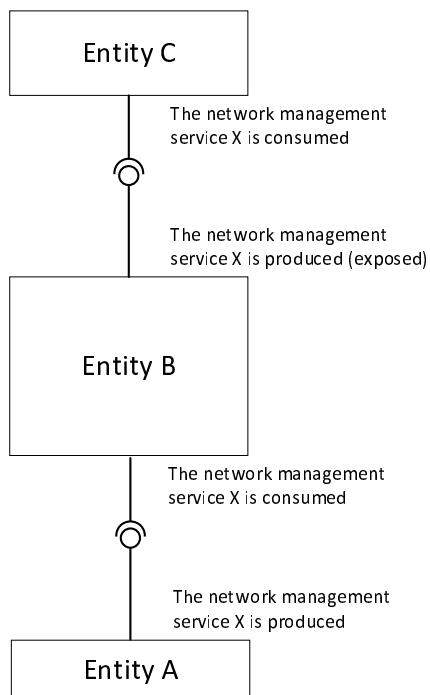 Entity C
The network management
service X is consumed
The network management
service X is produced (exposed)
Entity B
The network management
service X is consumed
The network management
service X is produced
Entity A